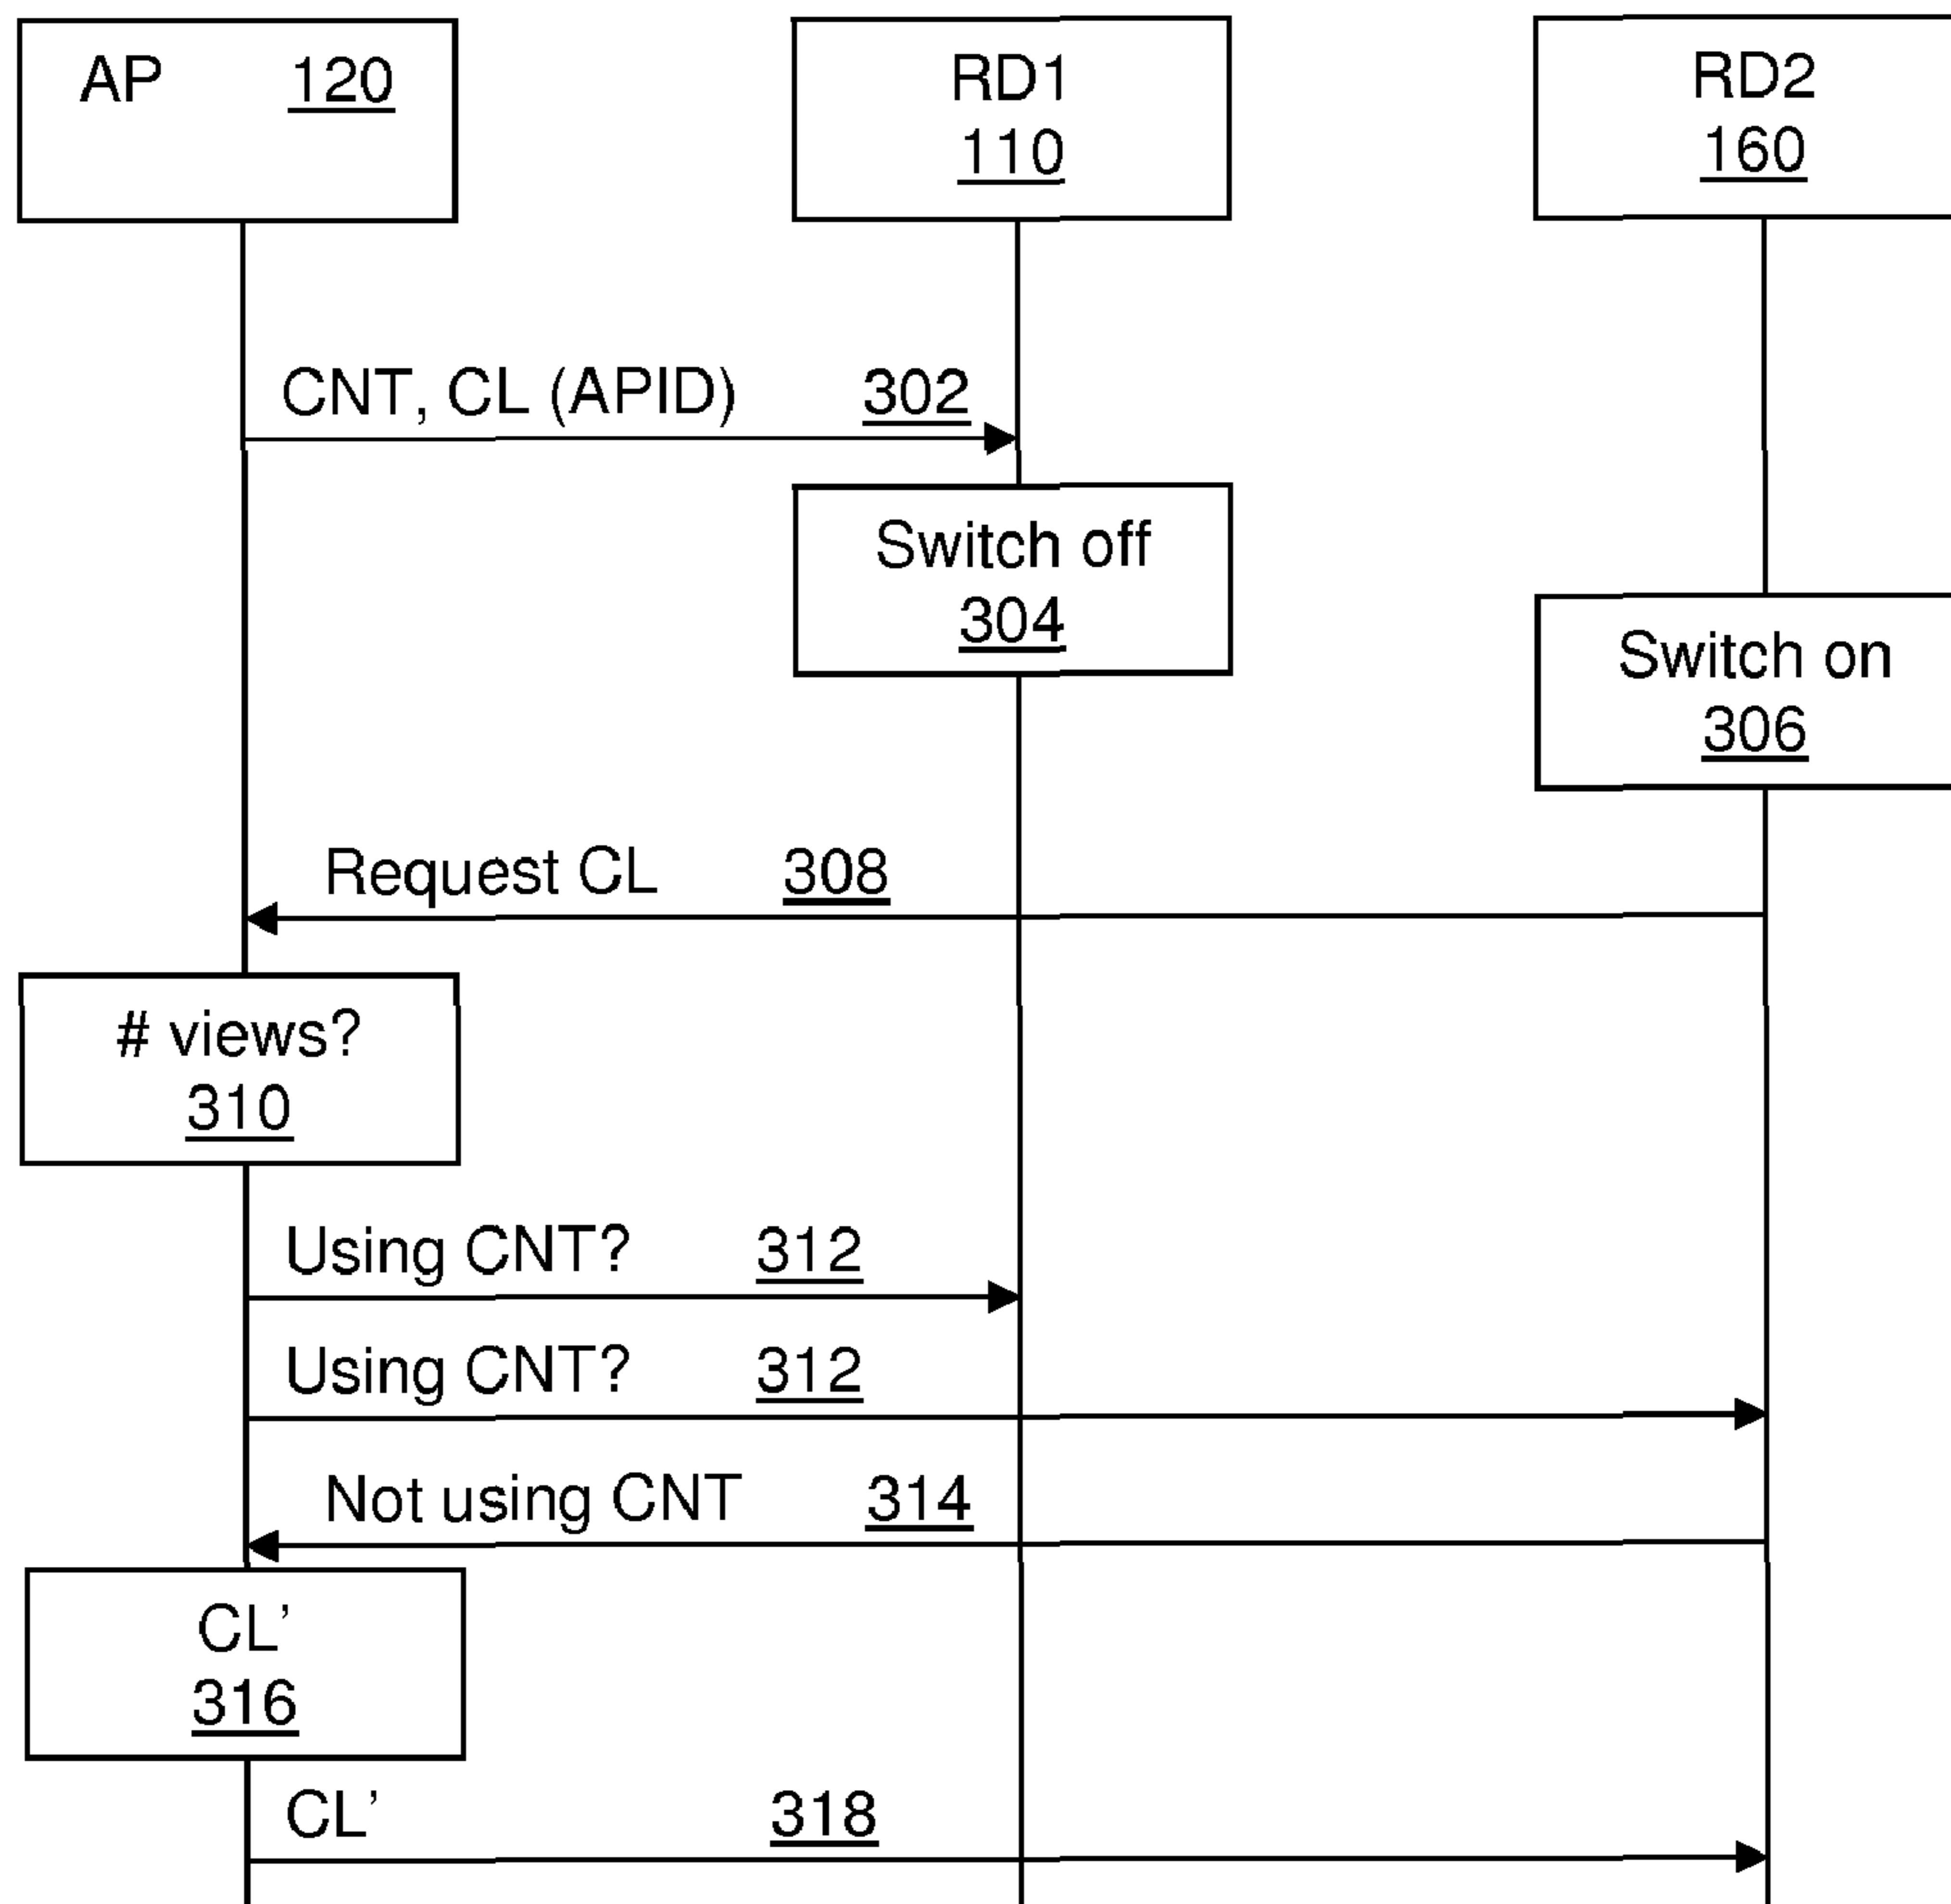 AP 120
RD1
110
RD2
160
CNT, CL (APID) 302
Switch off
304
Switch on
306
Request CL 308
# views?
310
Using CNT? 312
Using CNT? 312
Not using CNT 314
CL’
316
CL’ 318